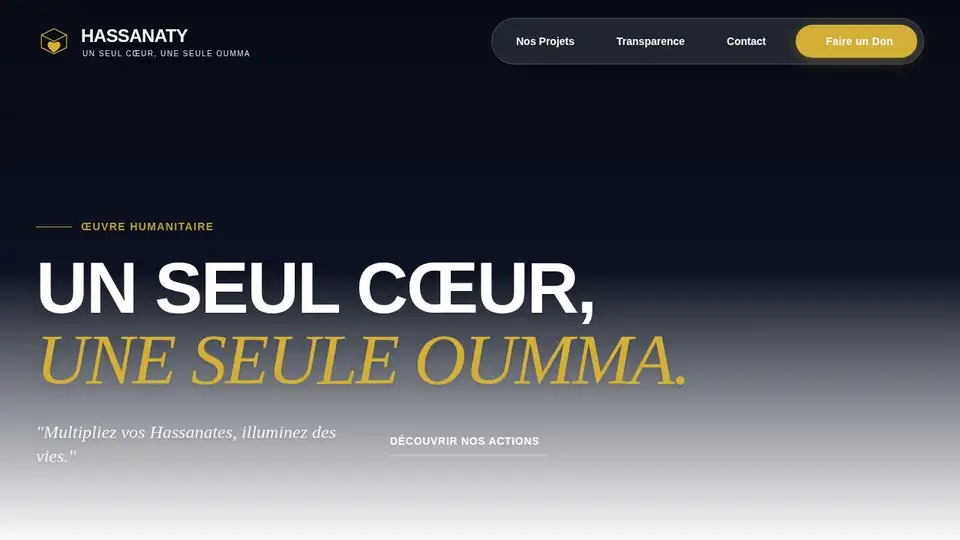 HASSANATY
UN SEUL CŒUR, UNE SEULE OUMMA
Nos Projets
Transparence
Contact
Faire un Don
ŒUVRE HUMANITAIRE
UN SEUL CŒUR,
UNE SEULE OUMMA.
"Multipliez vos Hassanates, illuminez des
vies."
DÉCOUVRIR NOS ACTIONS